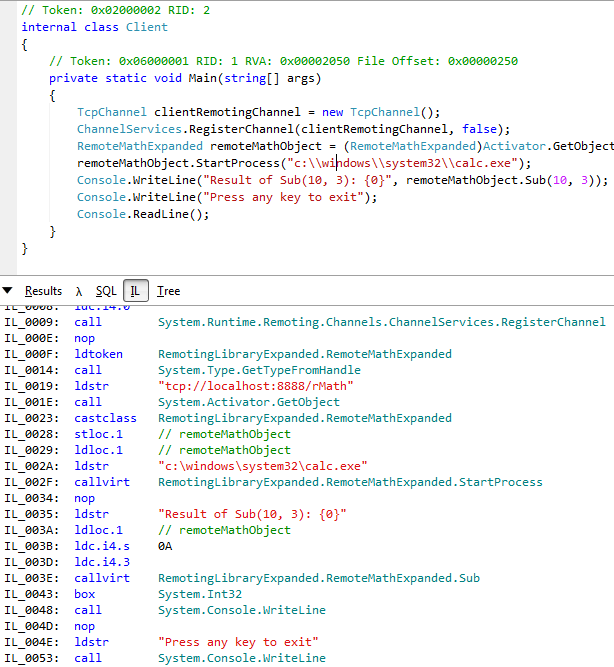 // Token: 0x02000002 RID: 2
internal class Client
{
// Token: 0x06000001 RID: 1 RVA: 0x00002050 File Offset: 0x00000250
private static void Main(string[] args)
{
TcpChannel clientRemotingChannel = new TcpChannel();
ChannelServices.RegisterChannel(clientRemotingChannel, false);
RemoteMathExpanded remoteMathObject = (RemoteMathExpanded)Activator.GetObject
remoteMathObject.StartProcess("c:\\windows\\system32\\calc.exe");
Console.WriteLine("Result of Sub(10, 3): {0}", remoteMathObject.Sub(10, 3));
Console.WriteLine("Press any key to exit");
Console.ReadLine();
}
}
Results λ SQL IL Tree
IL_0008: ldc.i4.0
IL_0009: call System.Runtime.Remoting.Channels.ChannelServices.RegisterChannel
IL_000E: nop
IL_000F: ldtoken RemotingLibraryExpanded.RemoteMathExpanded
IL_0014: call System.Type.GetTypeFromHandle
IL_0019: ldstr "tcp://localhost:8888/rMath"
IL_001E: call System.Activator.GetObject
IL_0023: castclass RemotingLibraryExpanded.RemoteMathExpanded
IL_0028: stloc.1 // remoteMathObject
IL_0029: ldloc.1 // remoteMathObject
IL_002A: ldstr "c:\windows\system32\calc.exe"
IL_002F: callvirt RemotingLibraryExpanded.RemoteMathExpanded.StartProcess
IL_0034: nop
IL_0035: ldstr "Result of Sub(10, 3): {0}"
IL_003A: ldloc.1 // remoteMathObject
IL_003B: ldc.i4.s 0A
IL_003D: ldc.i4.3
IL_003E: callvirt RemotingLibraryExpanded.RemoteMathExpanded.Sub
IL_0043: box System.Int32
IL_0048: call System.Console.WriteLine
IL_004D: nop
IL_004E: ldstr "Press any key to exit"
IL_0053: call System.Console.WriteLine